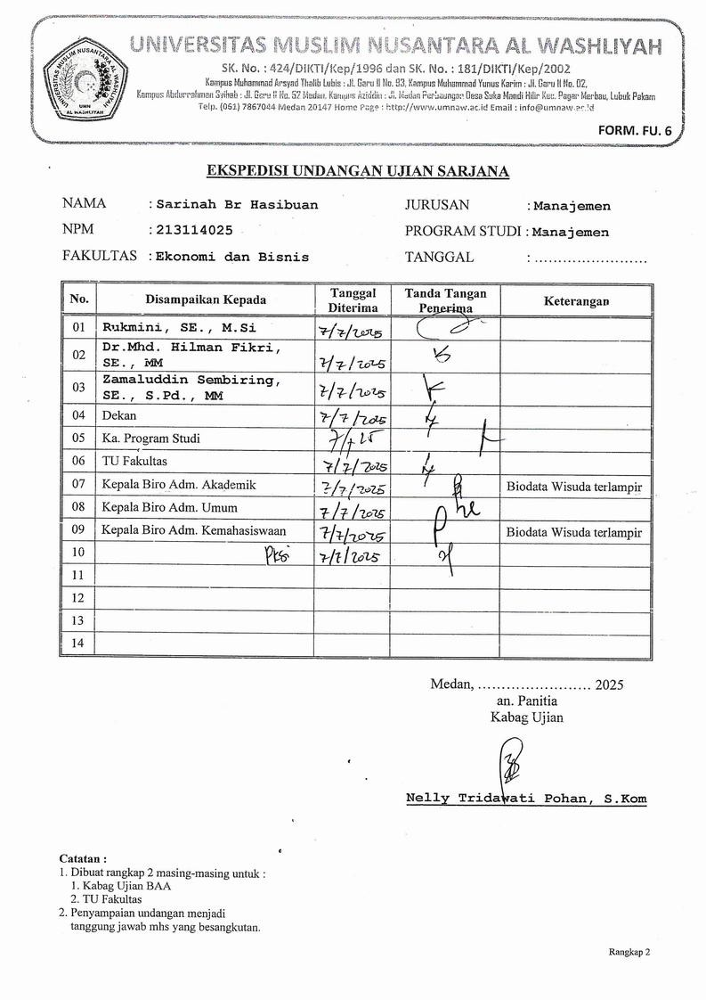 UNIVERSITAS MUSLIM NUSANTARA AL WASHLIYAH
SK. No. : 424/DIKTI/Kep/1996 dan SK. No. : 181/DIKTI/Kep/2002
Kampus Muhammad Arsyad Thalib Lubis : Jl. Garu II No. 93, Kampus Muhammad Yunus Karim : Jl. Garu II No. 02,
Kampus Abdurrahman Syihab : Jl. Garu II No. 52 Medan, Kampus Aziddin : Jl. Medan Perbaungan Desa Suka Mandi Hilir Kec. Pagar Merbau, Lubuk Pakam
Telp. (061) 7867044 Medan 20147 Home Page : http://www.umnaw.ac.id Email : info@umnaw.ac.id
UNIVERSITAS MUSLIM NUSANTARA AL WASHLIYAH
UMN
AL WASHLIYAH
FORM. FU. 6
EKSPEDISI UNDANGAN UJIAN SARJANA
NAMA : Sarinah Br Hasibuan JURUSAN : Manajemen
NPM : 213114025 PROGRAM STUDI : Manajemen
FAKULTAS : Ekonomi dan Bisnis TANGGAL : ........................
No. Disampaikan Kepada Tanggal Diterima Tanda Tangan Penerima Keterangan
01 Rukmini, SE., M.Si 7/7/2025
02 Dr.Mhd. Hilman Fikri, SE., MM 7/7/2025
03 Zamaluddin Sembiring, SE., S.Pd., MM 7/7/2025
04 Dekan 7/7/2025
05 Ka. Program Studi 7/7 25
06 TU Fakultas 7/7/2025
07 Kepala Biro Adm. Akademik 7/7/2025 Biodata Wisuda terlampir
08 Kepala Biro Adm. Umum 7/7/2025
09 Kepala Biro Adm. Kemahasiswaan 7/7/2025 Biodata Wisuda terlampir
10 7/7/2025
11
12
13
14
Medan, ........................ 2025
an. Panitia
Kabag Ujian
Nelly Tridawati Pohan, S.Kom
Catatan :
1. Dibuat rangkap 2 masing-masing untuk :
1. Kabag Ujian BAA
2. TU Fakultas
2. Penyampaian undangan menjadi
tanggung jawab mhs yang besangkutan.
Rangkap 2